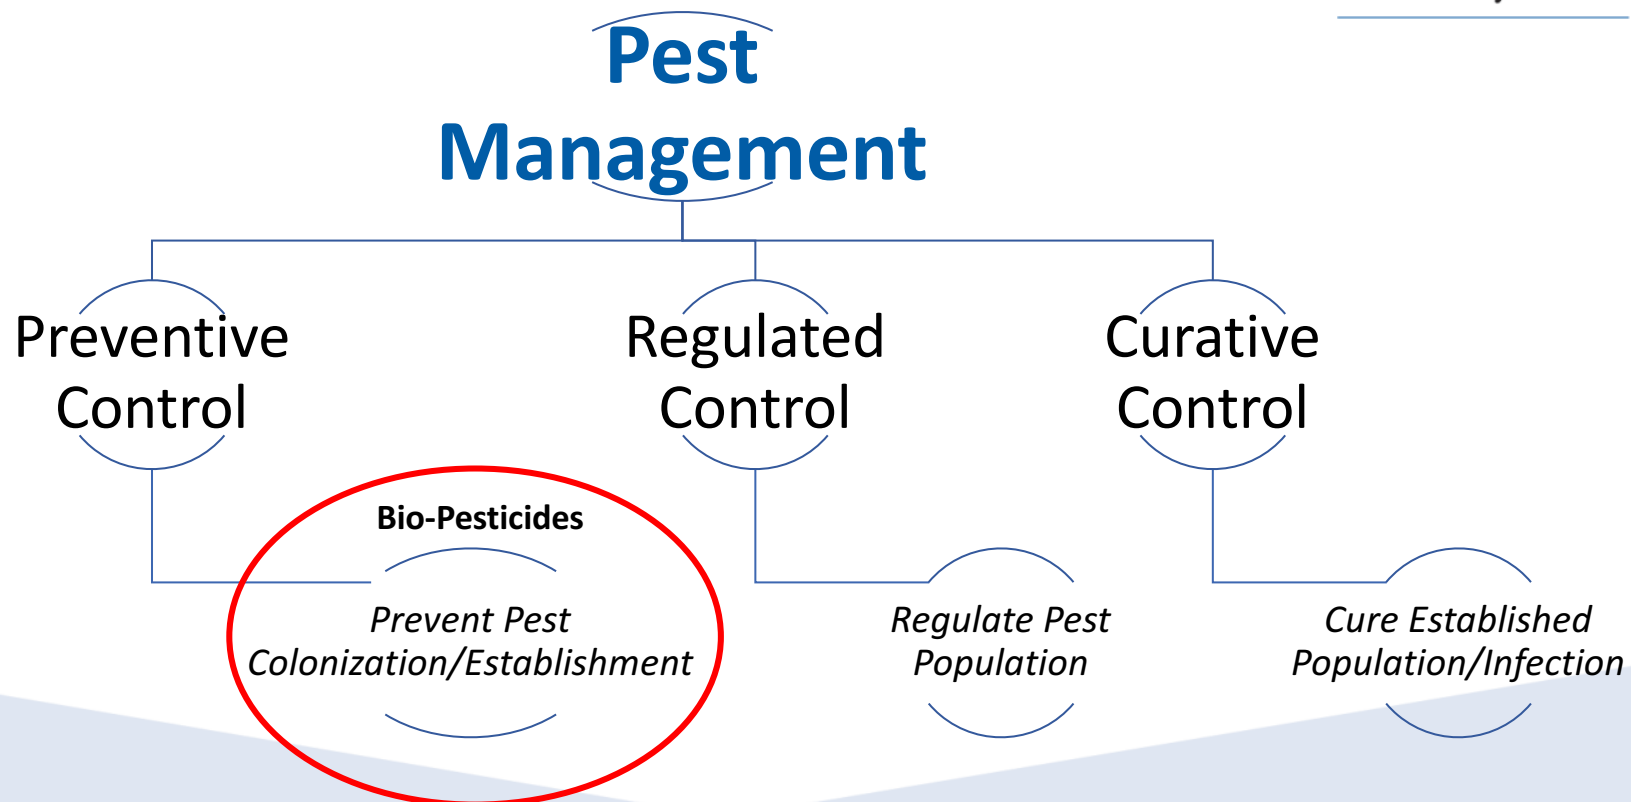 Pest
Management
Preventive
Control
Regulated
Control
Curative
Control
Bio-Pesticides
Prevent Pest
Colonization/Establishment
Regulate Pest
Population
Cure Established
Population/Infection